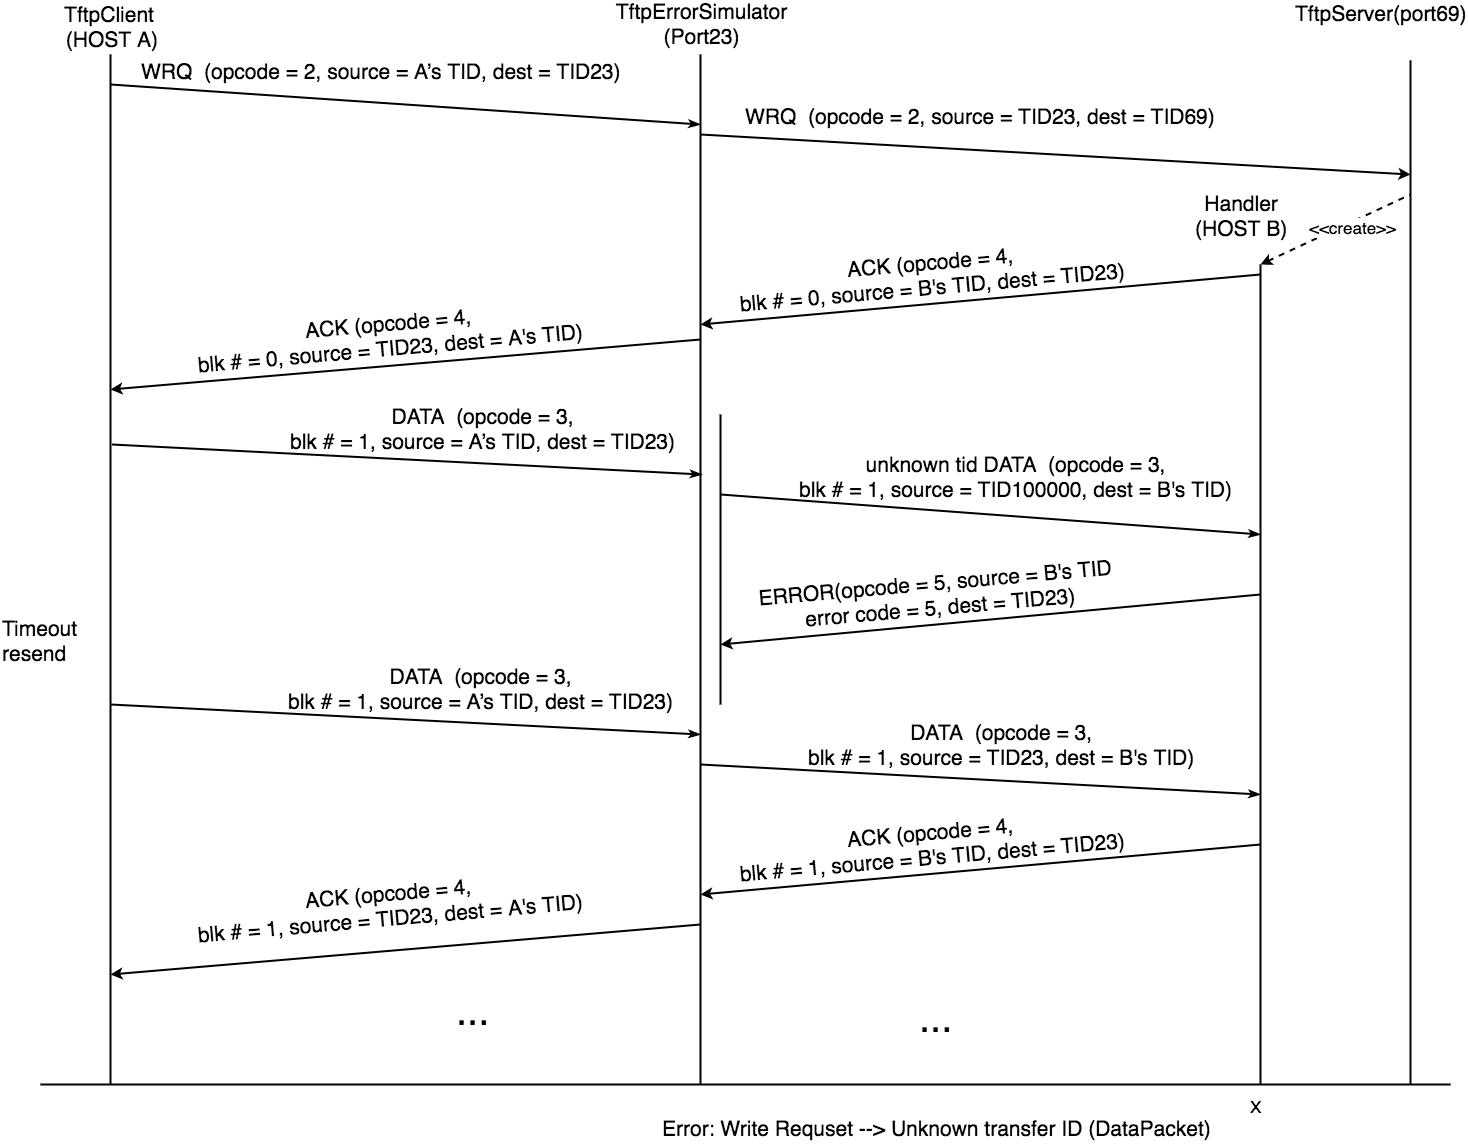 TftpClient
(HOST A)
TftpErrorSimulator
(Port23)
TftpServer(port69)
WRQ  (opcode = 2, source = A’s TID, dest = TID23)
WRQ  (opcode = 2, source = TID23, dest = TID69)
Handler
(HOST B)
<<create>>
ACK (opcode = 4,
blk # = 0, source = B's TID, dest = TID23)
ACK (opcode = 4,
blk # = 0, source = TID23, dest = A's TID)
DATA  (opcode = 3,
blk # = 1, source = A’s TID, dest = TID23)
unknown tid DATA  (opcode = 3,
blk # = 1, source = TID100000, dest = B's TID)
ERROR(opcode = 5, source = B's TID
error code = 5, dest = TID23)
Timeout
resend
DATA  (opcode = 3,
blk # = 1, source = A’s TID, dest = TID23)
DATA  (opcode = 3,
blk # = 1, source = TID23, dest = B's TID)
ACK (opcode = 4,
blk # = 1, source = B's TID, dest = TID23)
ACK (opcode = 4,
blk # = 1, source = TID23, dest = A's TID)
...
...
x
Error: Write Requset --> Unknown transfer ID (DataPacket)